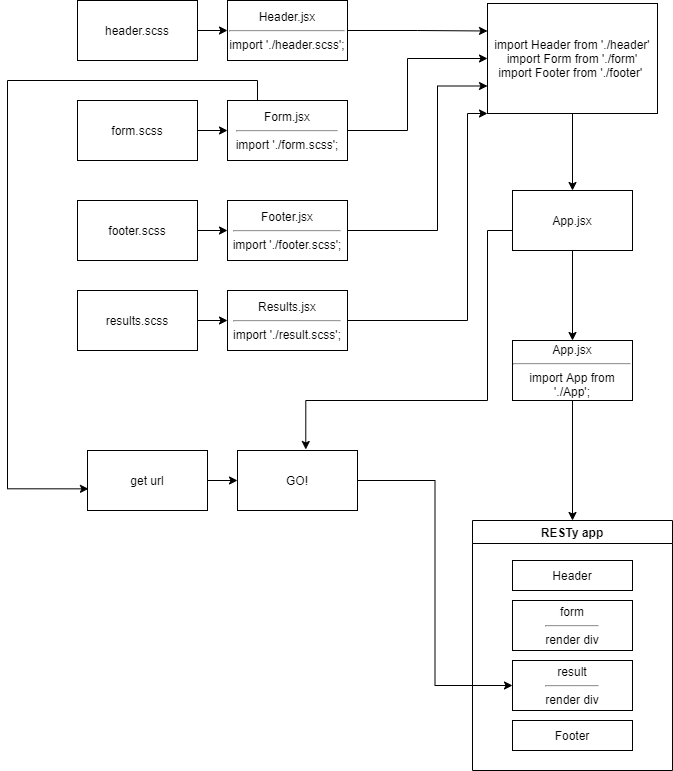 header.scss
Header.jsx
import './header.scss';
import Header from './header'
import Form from './form'
import Footer from './footer'
form.scss
Form.jsx
import './form.scss';
footer.scss
Footer.jsx
import './footer.scss';
App.jsx
results.scss
Results.jsx
import './result.scss';
App.jsx
import App from
'./App';
get url
GO!
RESTy app
Header
form
render div
result
render div
Footer